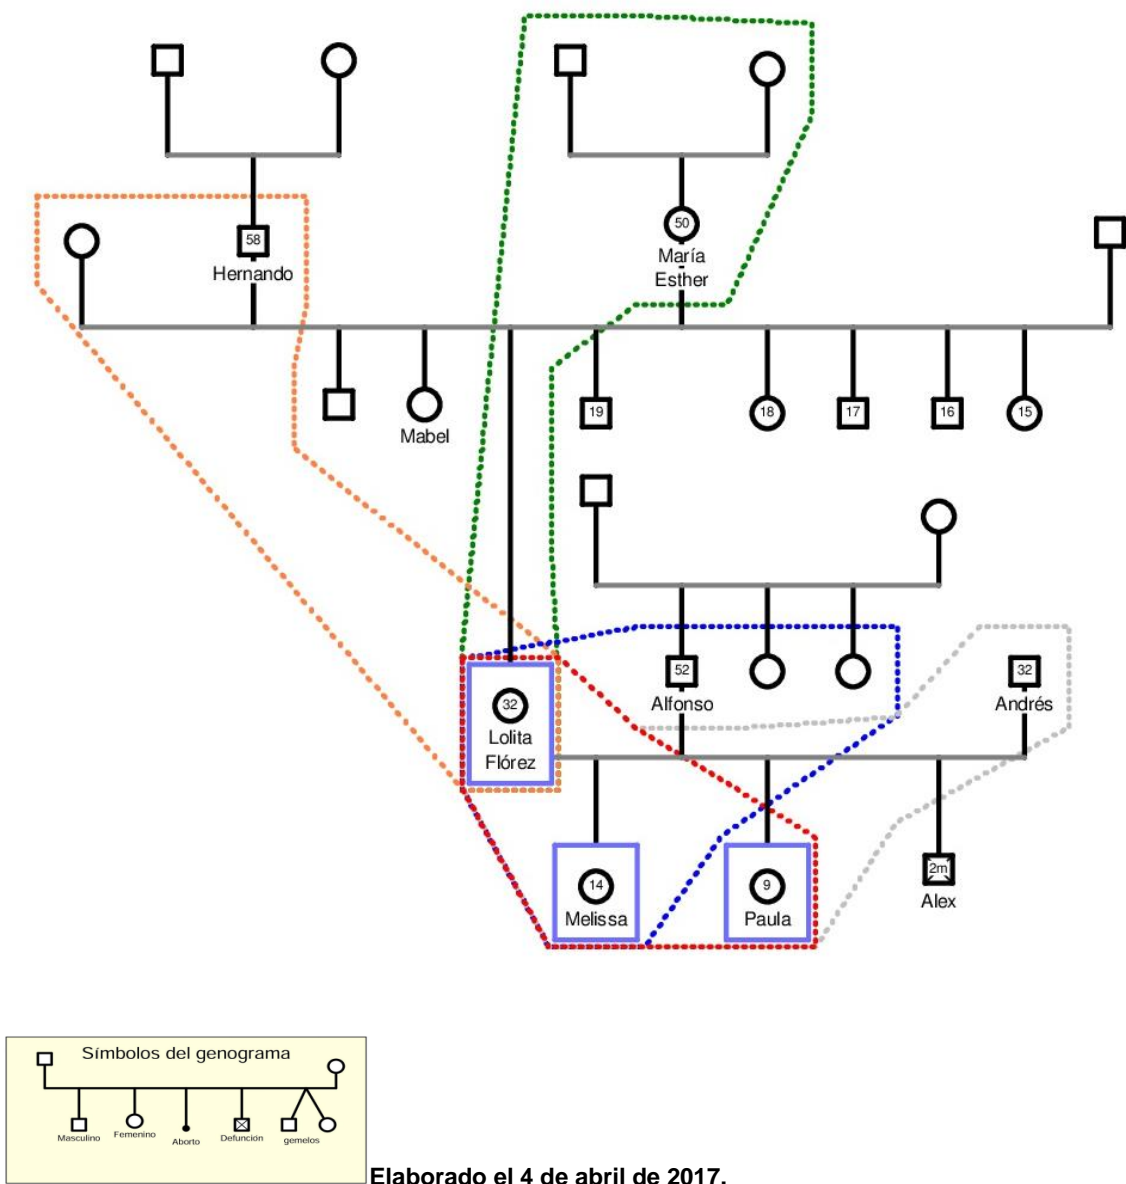 50
58
María
Esther
Hernando
19
18
17
16
15
Mabel
52
32
Alfonso
Andrés
32
Lolita
Flórez
14
9
2m
Melissa
Paula
Alex
Símbolos del genograma
Masculino
Femenino
Aborto
Defunción
gemelos
Elaborado el 4 de abril de 2017.